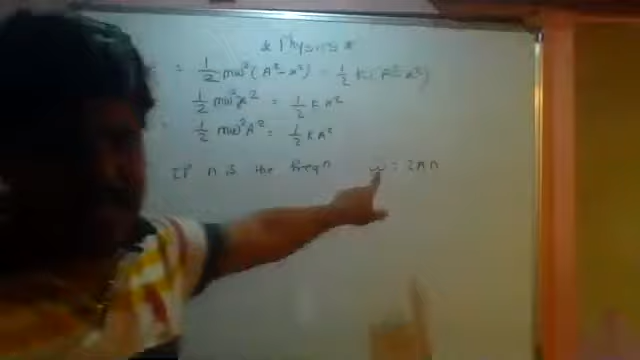 * Physics *
= 1/2 mω²(A²-x²) = 1/2 k(A²-x²)
1/2 mω²x² = 1/2 kx²
1/2 mω²A² = 1/2 kA²
If n is the freqn ω = 2πn